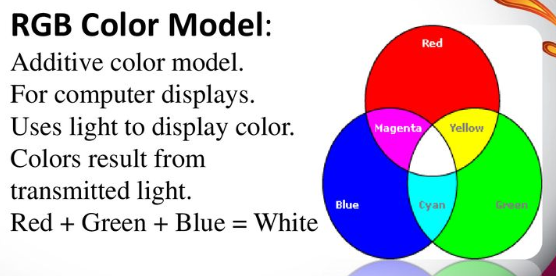 RGB Color Model:
Additive color model.
For computer displays.
Uses light to display color.
Colors result from
transmitted light.
Red + Green + Blue = White
Red
Magenta
Yellow
Blue
Cyan
Green